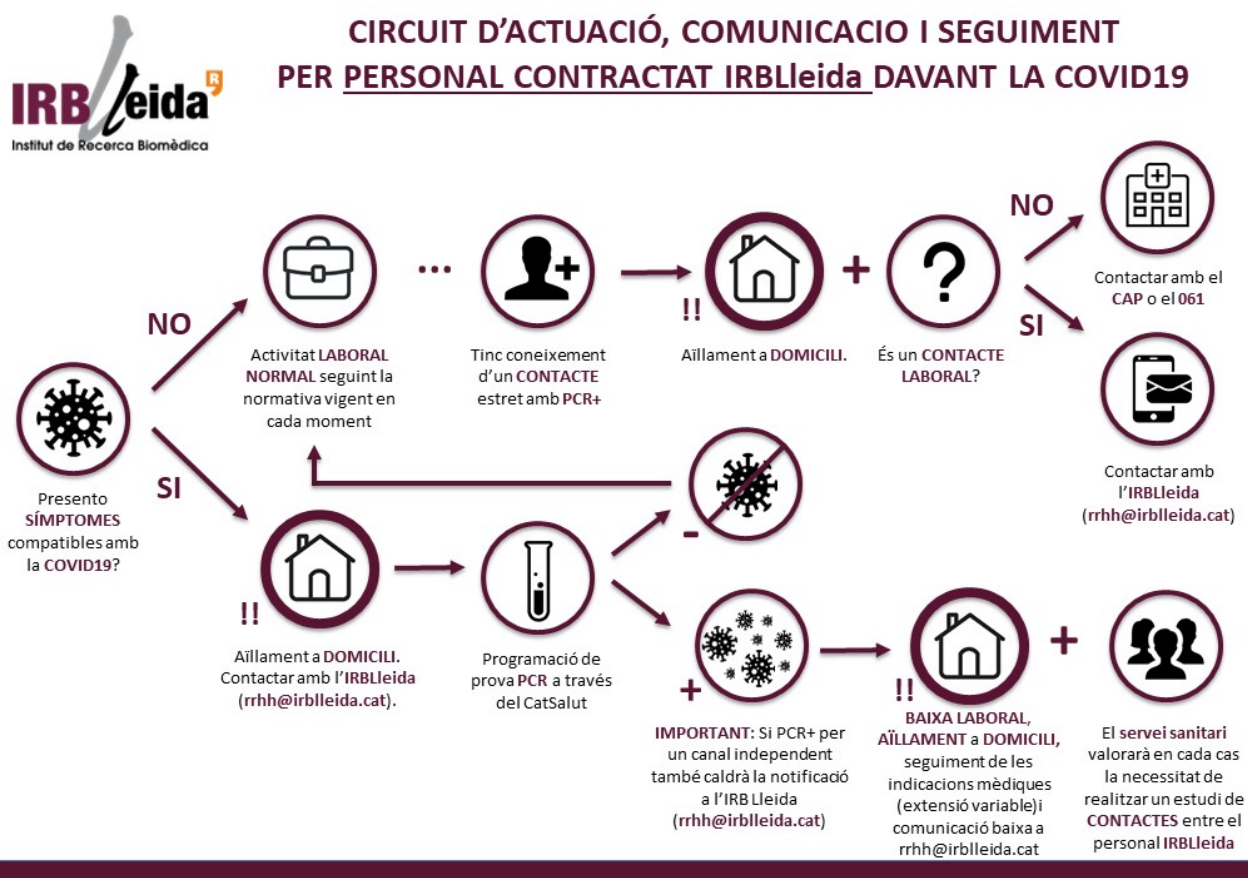 CIRCUIT D'ACTUACIÓ, COMUNICACIO I SEGUIMENT
PER PERSONAL CONTRACTAT IRBLleida DAVANT LA COVID19
IRBLleida
R
Institut de Recerca Biomèdica
Presento
SÍMPTOMES
compatibles amb
la COVID19?
NO
Activitat LABORAL
NORMAL seguint la
normativa vigent en
cada moment
...
Tinc coneixement
d'un CONTACTE
estret amb PCR+
!!
Aïllament a DOMICILI.
+
És un CONTACTE
LABORAL?
NO
Contactar amb el
CAP o el 061
SI
Contactar amb
l'IRBLleida
(rrhh@irblleida.cat)
SI
!!
Aïllament a DOMICILI.
Contactar amb l'IRBLleida
(rrhh@irblleida.cat).
Programació de
prova PCR a través
del CatSalut
-
+
IMPORTANT: Si PCR+ per
un canal independent
també caldrà la notificació
a l'IRB Lleida
(rrhh@irblleida.cat)
!!
BAIXA LABORAL,
AÏLLAMENT a DOMICILI,
seguiment de les
indicacions mèdiques
(extensió variable)i
comunicació baixa a
rrhh@irblleida.cat
+
El servei sanitari
valorarà en cada cas
la necessitat de
realitzar un estudi de
CONTACTES entre el
personal IRBLleida